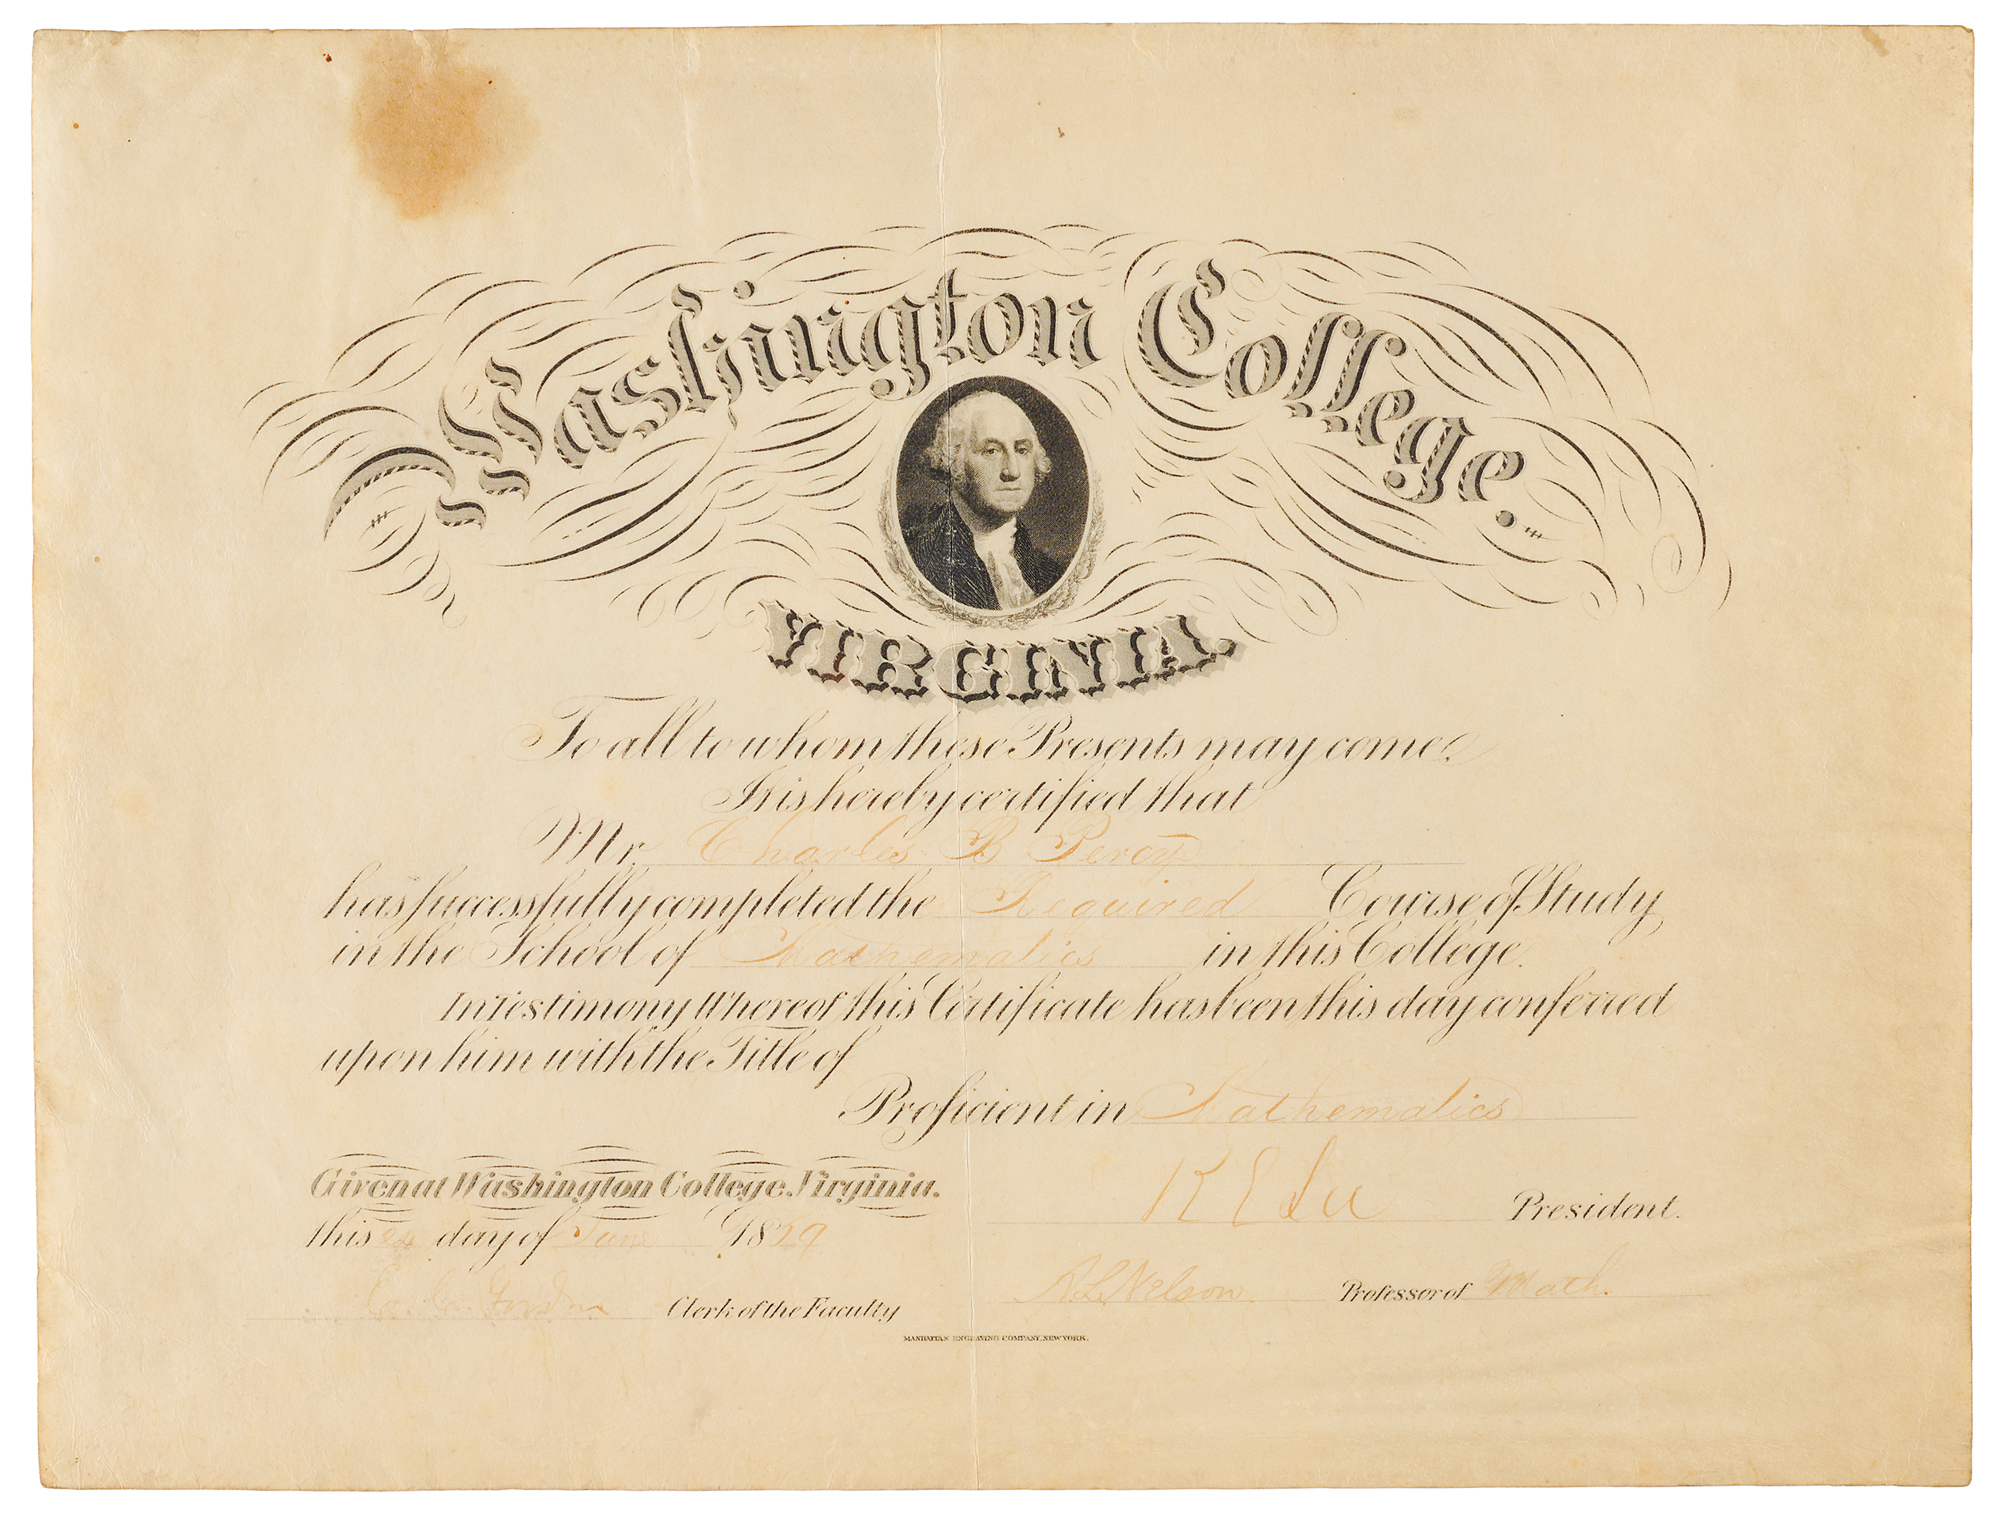 Washington College.
VIRGINIA.
To all to whom these Presents may come.
It is hereby certified that
Mr. Charles B Percy
has successfully completed the Required Course of Study
in the School of Mathematics in this College.
In Testimony Whereof this Certificate has been this day conferred
upon him with the Title of
Proficient in Mathematics
Given at Washington College, Virginia.
this 24 day of June 1869
R E Lee President.
A L Nelson Professor of Math.
C. A. Gordon Clerk of the Faculty
MANHATTAN ENGRAVING COMPANY, NEW YORK.